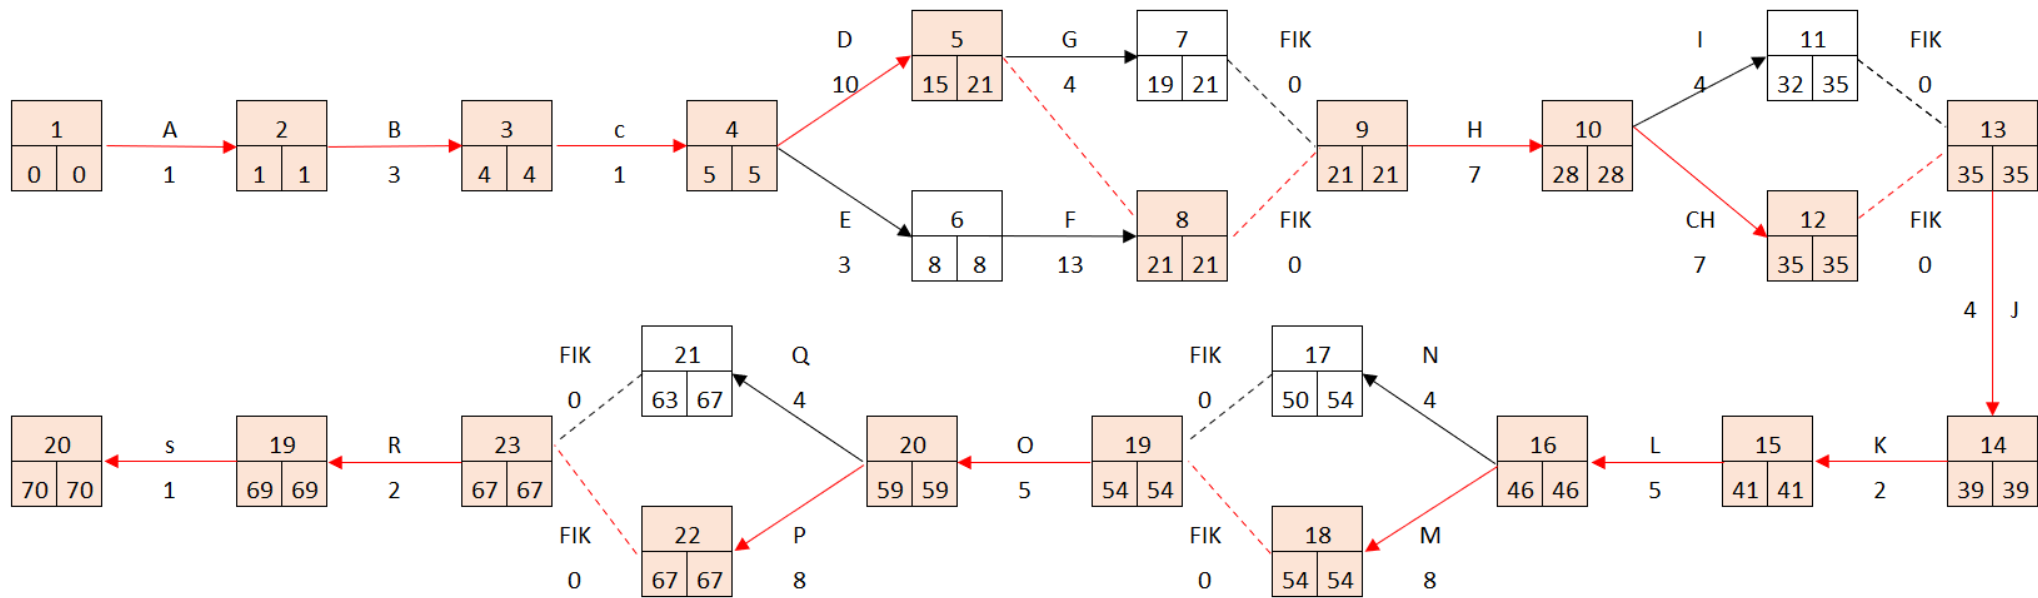 D 5 G 7 FIK I 11 FIK
10 15 21 4 19 21 0 4 32 35 0
1 A 2 B 3 c 4 9 H 10 13
0 0 1 1 1 3 4 4 1 5 5 21 21 7 28 28 35 35
E 6 F 8 FIK CH 12 FIK
3 8 8 13 21 21 0 7 35 35 0
4 J
FIK 21 Q FIK 17 N
0 63 67 4 0 50 54 4
20 s 19 R 23 20 O 19 16 L 15 K 14
70 70 1 69 69 2 67 67 59 59 5 54 54 46 46 5 41 41 2 39 39
FIK 22 P FIK 18 M
0 67 67 8 0 54 54 8